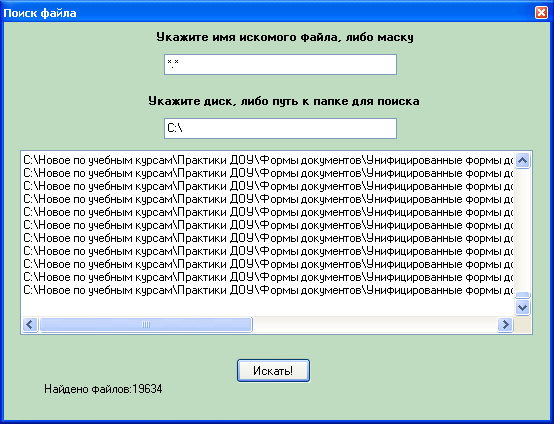 Поиск файла
Укажите имя искомого файла, либо маску
*.*
Укажите диск, либо путь к папке для поиска
C:\
C:\Новое по учебным курсам\Практики ДОУ\Формы документов\Унифицированные формы до
C:\Новое по учебным курсам\Практики ДОУ\Формы документов\Унифицированные формы до
C:\Новое по учебным курсам\Практики ДОУ\Формы документов\Унифицированные формы до
C:\Новое по учебным курсам\Практики ДОУ\Формы документов\Унифицированные формы до
C:\Новое по учебным курсам\Практики ДОУ\Формы документов\Унифицированные формы до
C:\Новое по учебным курсам\Практики ДОУ\Формы документов\Унифицированные формы до
C:\Новое по учебным курсам\Практики ДОУ\Формы документов\Унифицированные формы до
C:\Новое по учебным курсам\Практики ДОУ\Формы документов\Унифицированные формы до
C:\Новое по учебным курсам\Практики ДОУ\Формы документов\Унифицированные формы до
C:\Новое по учебным курсам\Практики ДОУ\Формы документов\Унифицированные формы до
C:\Новое по учебным курсам\Практики ДОУ\Формы документов\Унифицированные формы до
Искать!
Найдено файлов:19634